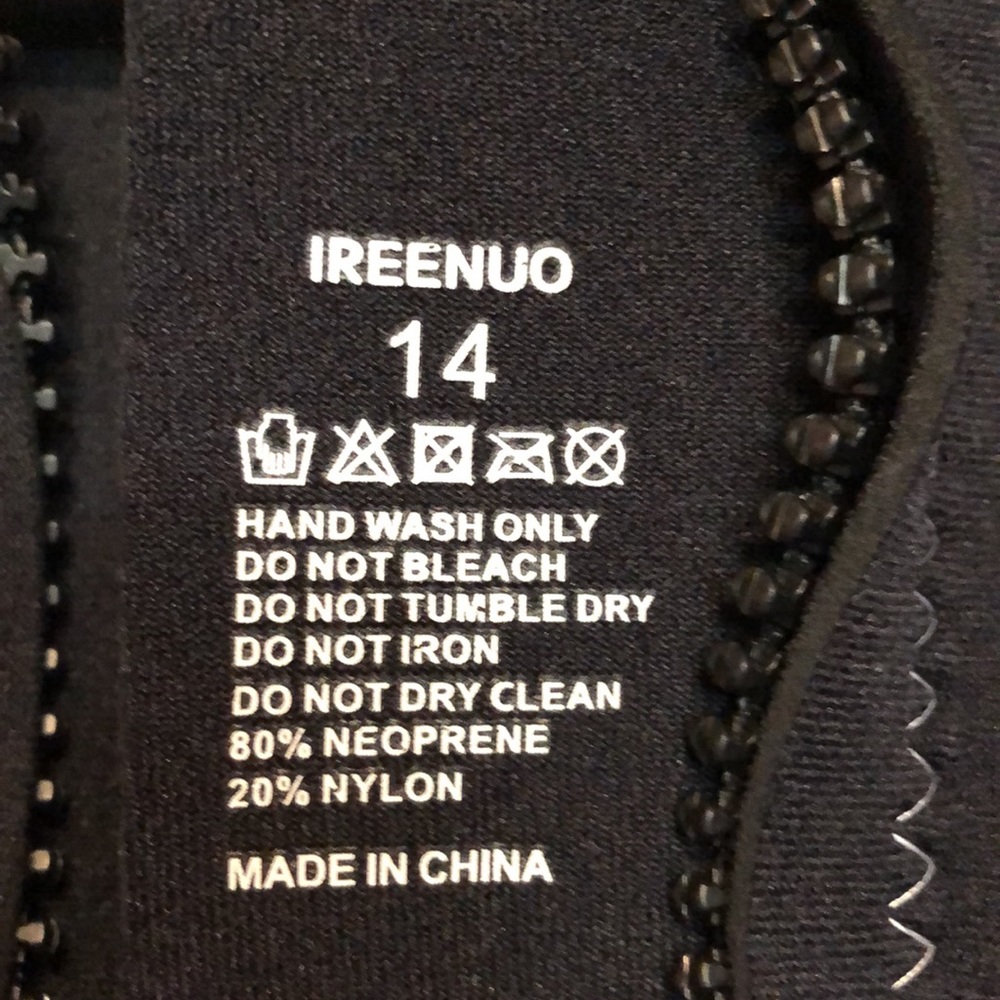 IREENUO
14
HAND WASH ONLY
DO NOT BLEACH
DO NOT TUMBLE DRY
DO NOT IRON
DO NOT DRY CLEAN
80% NEOPRENE
20% NYLON
MADE IN CHINA